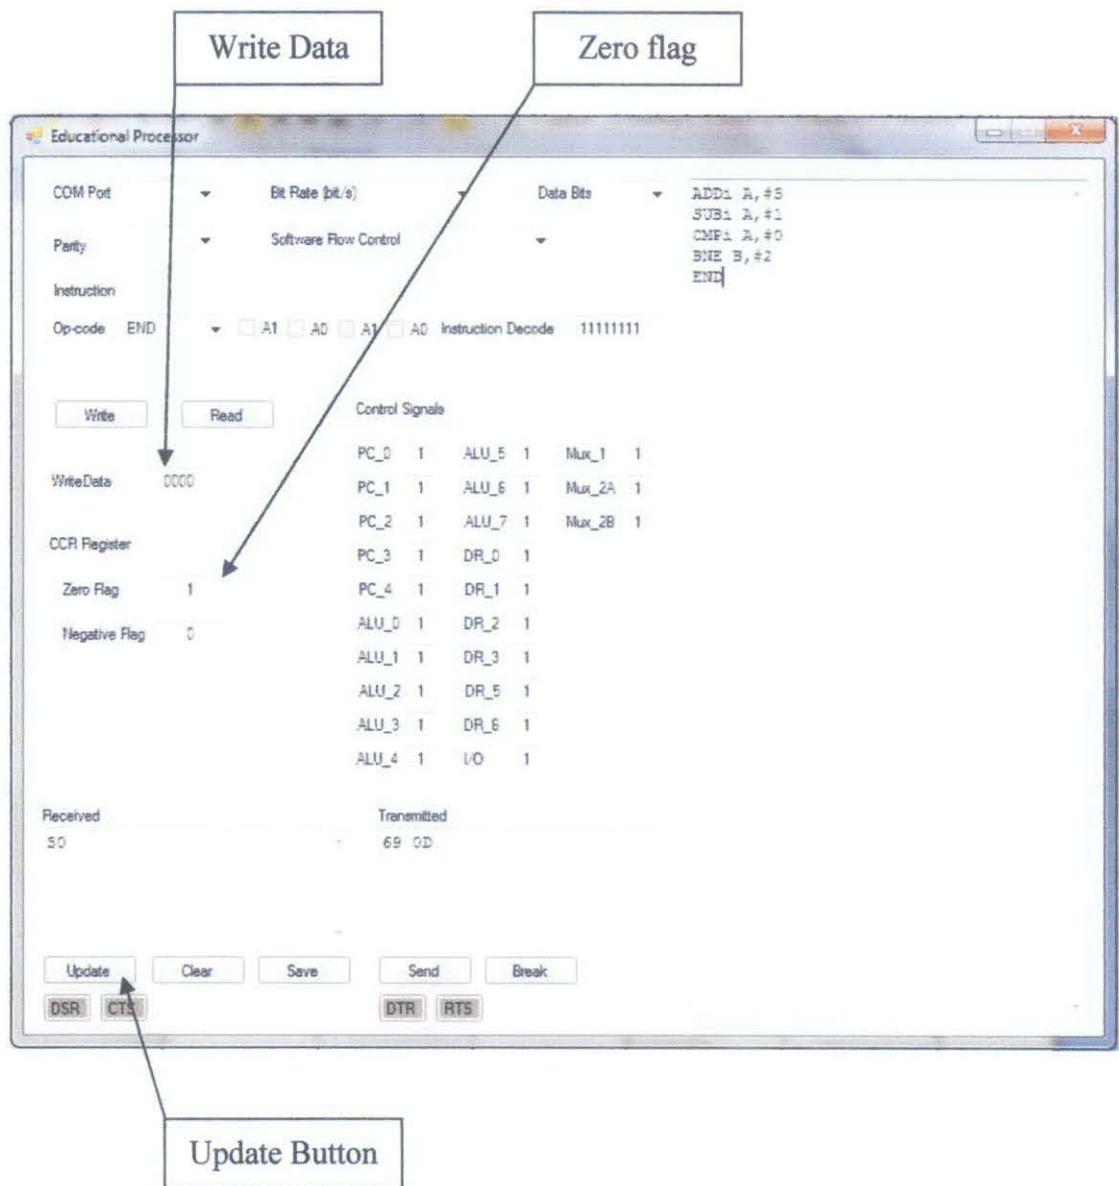 Write Data
Zero flag
Educational Processor
COM Port
Bit Rate (bit/s)
Data Bits
Parity
Software Flow Control
ADDi A,#3
SUBi A,#1
CMPi A,#0
BNE B,#2
END
Instruction
Op-code END A1 A0 A1 A0 Instruction Decode 11111111
Write
Read
Control Signals
WriteData 0000
CCR Register
Zero Flag 1
Negative Flag 0
PC_0 1 ALU_5 1 Mux_1 1
PC_1 1 ALU_6 1 Mux_2A 1
PC_2 1 ALU_7 1 Mux_2B 1
PC_3 1 DR_0 1
PC_4 1 DR_1 1
ALU_0 1 DR_2 1
ALU_1 1 DR_3 1
ALU_2 1 DR_5 1
ALU_3 1 DR_6 1
ALU_4 1 I/O 1
Received
30
Transmitted
69 0D
Update Clear Save Send Break
DSR CTS DTR RTS
Update Button